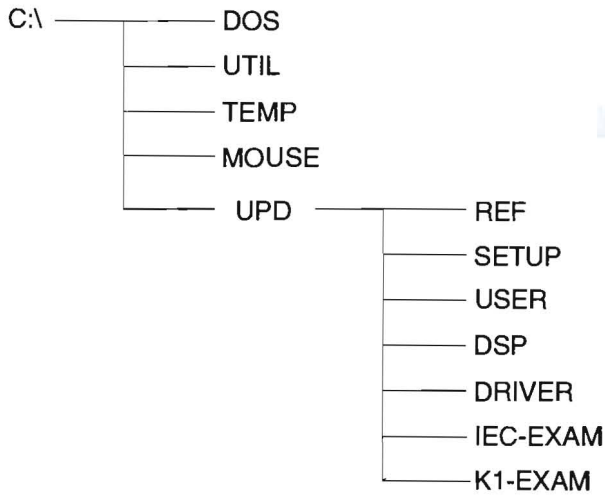 C:\ DOS
UTIL
TEMP
MOUSE
UPD REF
SETUP
USER
DSP
DRIVER
IEC-EXAM
K1-EXAM